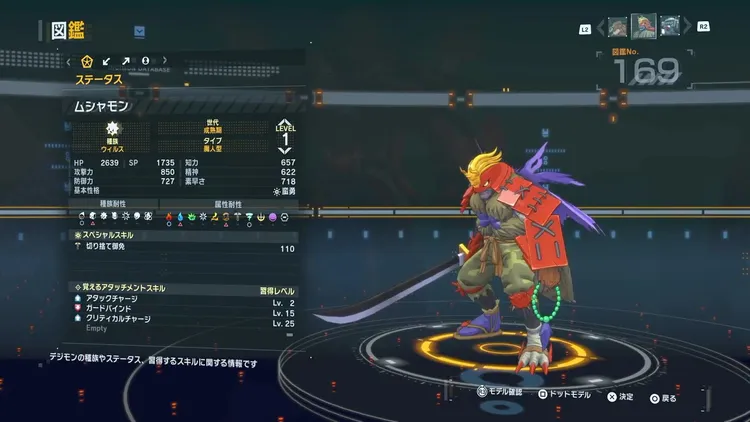 図鑑
DATABASE
ステータス
ムシャモン
種族
ウイルス
世代
成熟期
タイプ
魔人型
LEVEL
1
HP 2639 SP 1735 知力 657
攻撃力 850 精神 622
防御力 727 素早さ 718
基本性格 蛮勇
種族耐性 属性耐性
スペシャルスキル
切り捨て御免 110
覚えるアタッチメントスキル 習得レベル
アタックチャージ Lv. 2
ガードバインド Lv. 15
クリティカルチャージ Lv. 25
Empty
デジモンの種族やステータス、習得するスキルに関する情報です
L2 R2
図鑑No.
169
R3 モデル確認 ドットモデル 決定 戻る